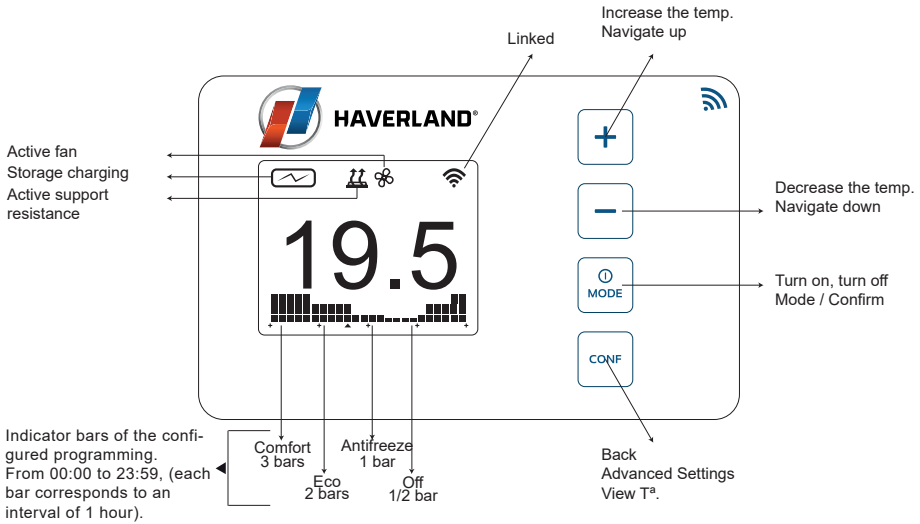 Increase the temp.
Navigate up
Linked
HAVERLAND®
Active fan
Storage charging
Active support
resistance
19.5
+
−
Decrease the temp.
Navigate down
MODE
Turn on, turn off
Mode / Confirm
CONF
Back
Advanced Settings
View Tª.
+ + + + +
Indicator bars of the confi-
gured programming.
From 00:00 to 23:59, (each
bar corresponds to an
interval of 1 hour).
Comfort
3 bars
Eco
2 bars
Antifreeze
1 bar
Off
1/2 bar